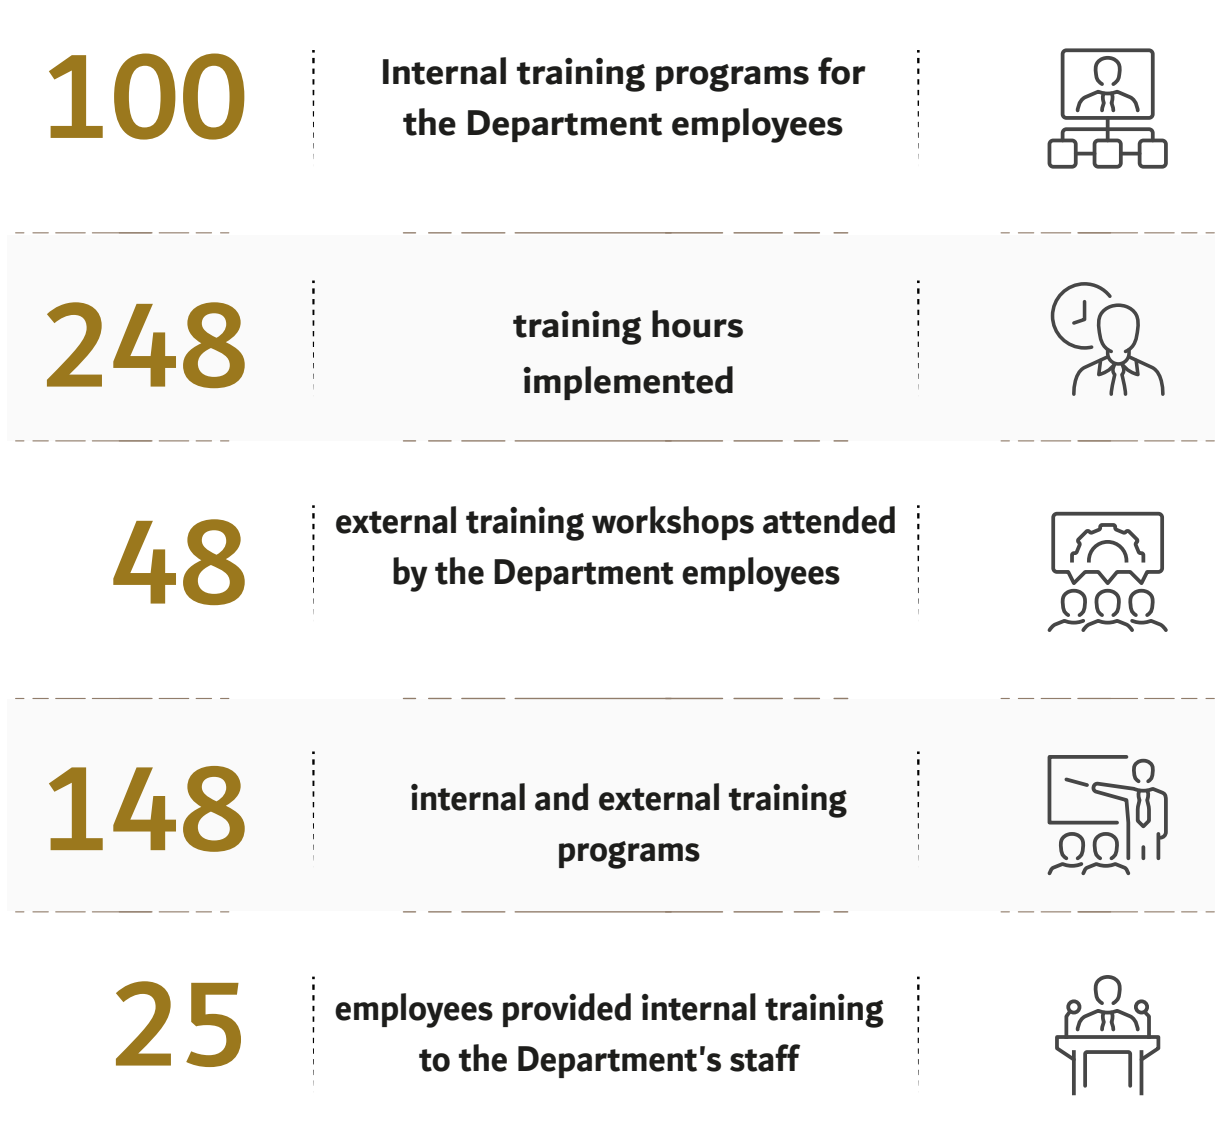 100
Internal training programs for
the Department employees
248
training hours
implemented
48
external training workshops attended
by the Department employees
148
internal and external training
programs
25
employees provided internal training
to the Department's staff